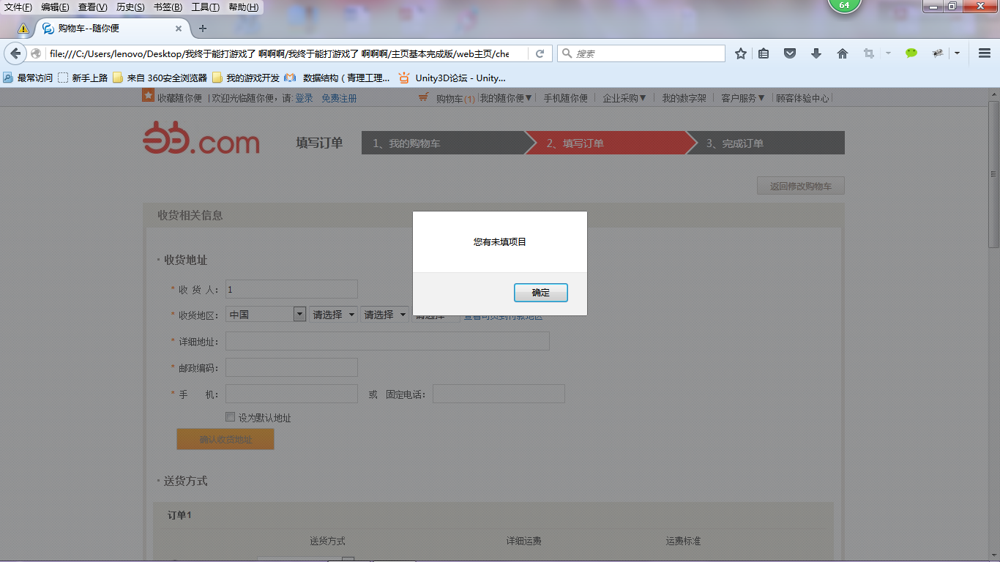 文件(F) 编辑(E) 查看(V) 历史(S) 书签(B) 工具(T) 帮助(H)
64
购物车--随你便
file:///C:/Users/lenovo/Desktop/我终于能打游戏了 啊啊啊/我终于能打游戏了 啊啊啊/主页基本完成版/web主页/che
搜索
最常访问 新手上路 来自 360安全浏览器 我的游戏开发 数据结构 ( 青理工理... Unity3D论坛 - Unity...
收藏随你便 | 欢迎光临随你便，请: 登录 免费注册 购物车(1) |我的随你便▼ | 手机随你便 | 企业采购▼ | 我的数字架 | 客户服务▼ | 顾客体验中心|
.com
填写订单
1、我的购物车 2、填写订单 3、完成订单
返回修改购物车
收货相关信息
您有未填项目
确定
· 收货地址
* 收 货 人： 1
* 收货地区： 中国 请选择 请选择 请选择
* 详细地址：
* 邮政编码：
* 手 机： 或 固定电话：
设为默认地址
确认收货地址
· 送货方式
订单1
送货方式 详细运费 运费标准